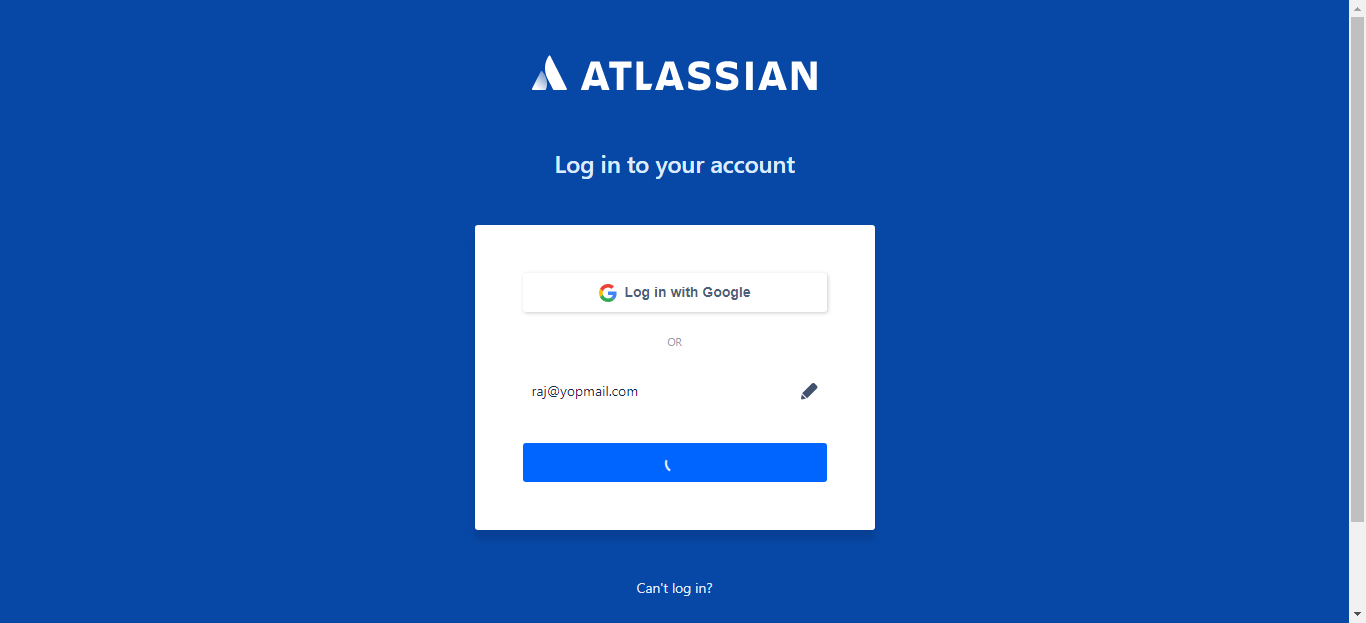 ATLASSIAN
Log in to your account
Log in with Google
OR
raj@yopmail.com
Can't log in?